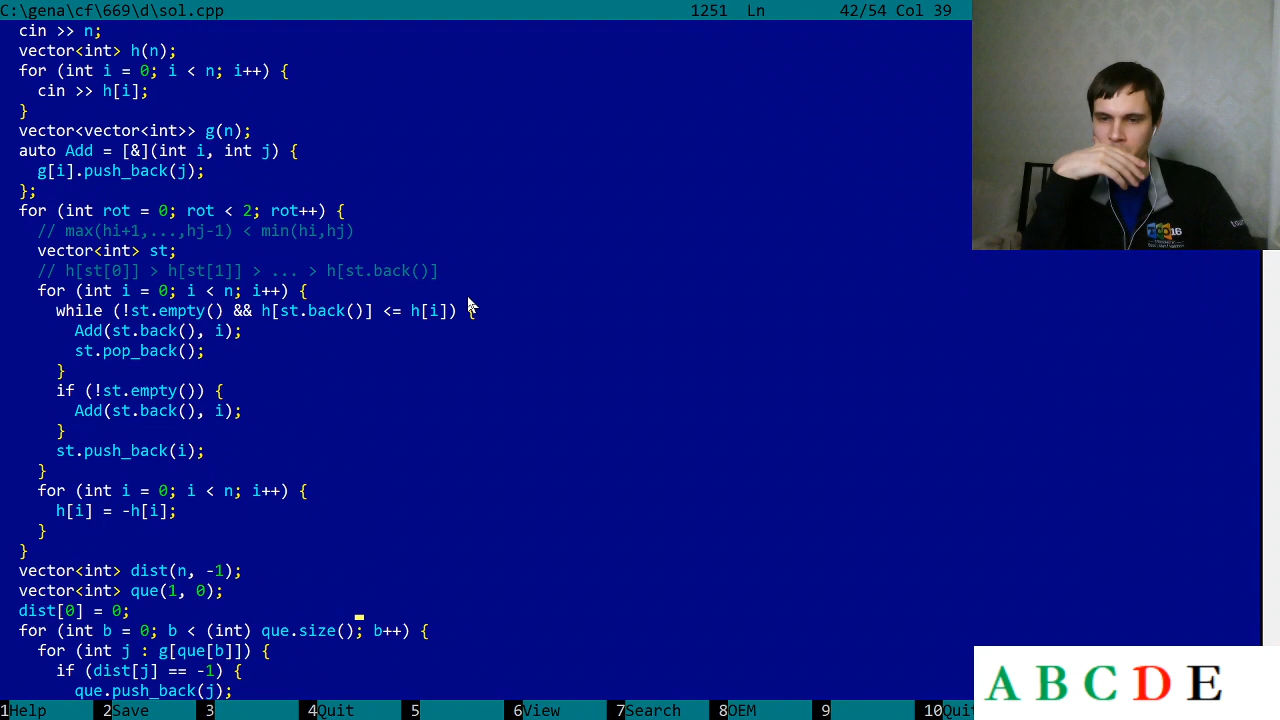 C:\gena\cf\669\d\sol.cpp 1251 Ln 42/54 Col 39
cin >> n;
vector<int> h(n);
for (int i = 0; i < n; i++) {
cin >> h[i];
}
vector<vector<int>> g(n);
auto Add = [&](int i, int j) {
g[i].push_back(j);
};
for (int rot = 0; rot < 2; rot++) {
// max(hi+1,...,hj-1) < min(hi,hj)
vector<int> st;
// h[st[0]] > h[st[1]] > ... > h[st.back()]
for (int i = 0; i < n; i++) {
while (!st.empty() && h[st.back()] <= h[i]) {
Add(st.back(), i);
st.pop_back();
}
if (!st.empty()) {
Add(st.back(), i);
}
st.push_back(i);
}
for (int i = 0; i < n; i++) {
h[i] = -h[i];
}
}
vector<int> dist(n, -1);
vector<int> que(1, 0);
dist[0] = 0;
for (int b = 0; b < (int) que.size(); b++) {
for (int j : g[que[b]]) {
if (dist[j] == -1) {
que.push_back(j);
1Help 2Save 3 4Quit 5 6View 7Search 8OEM 9 10Quit
16
A B C D E